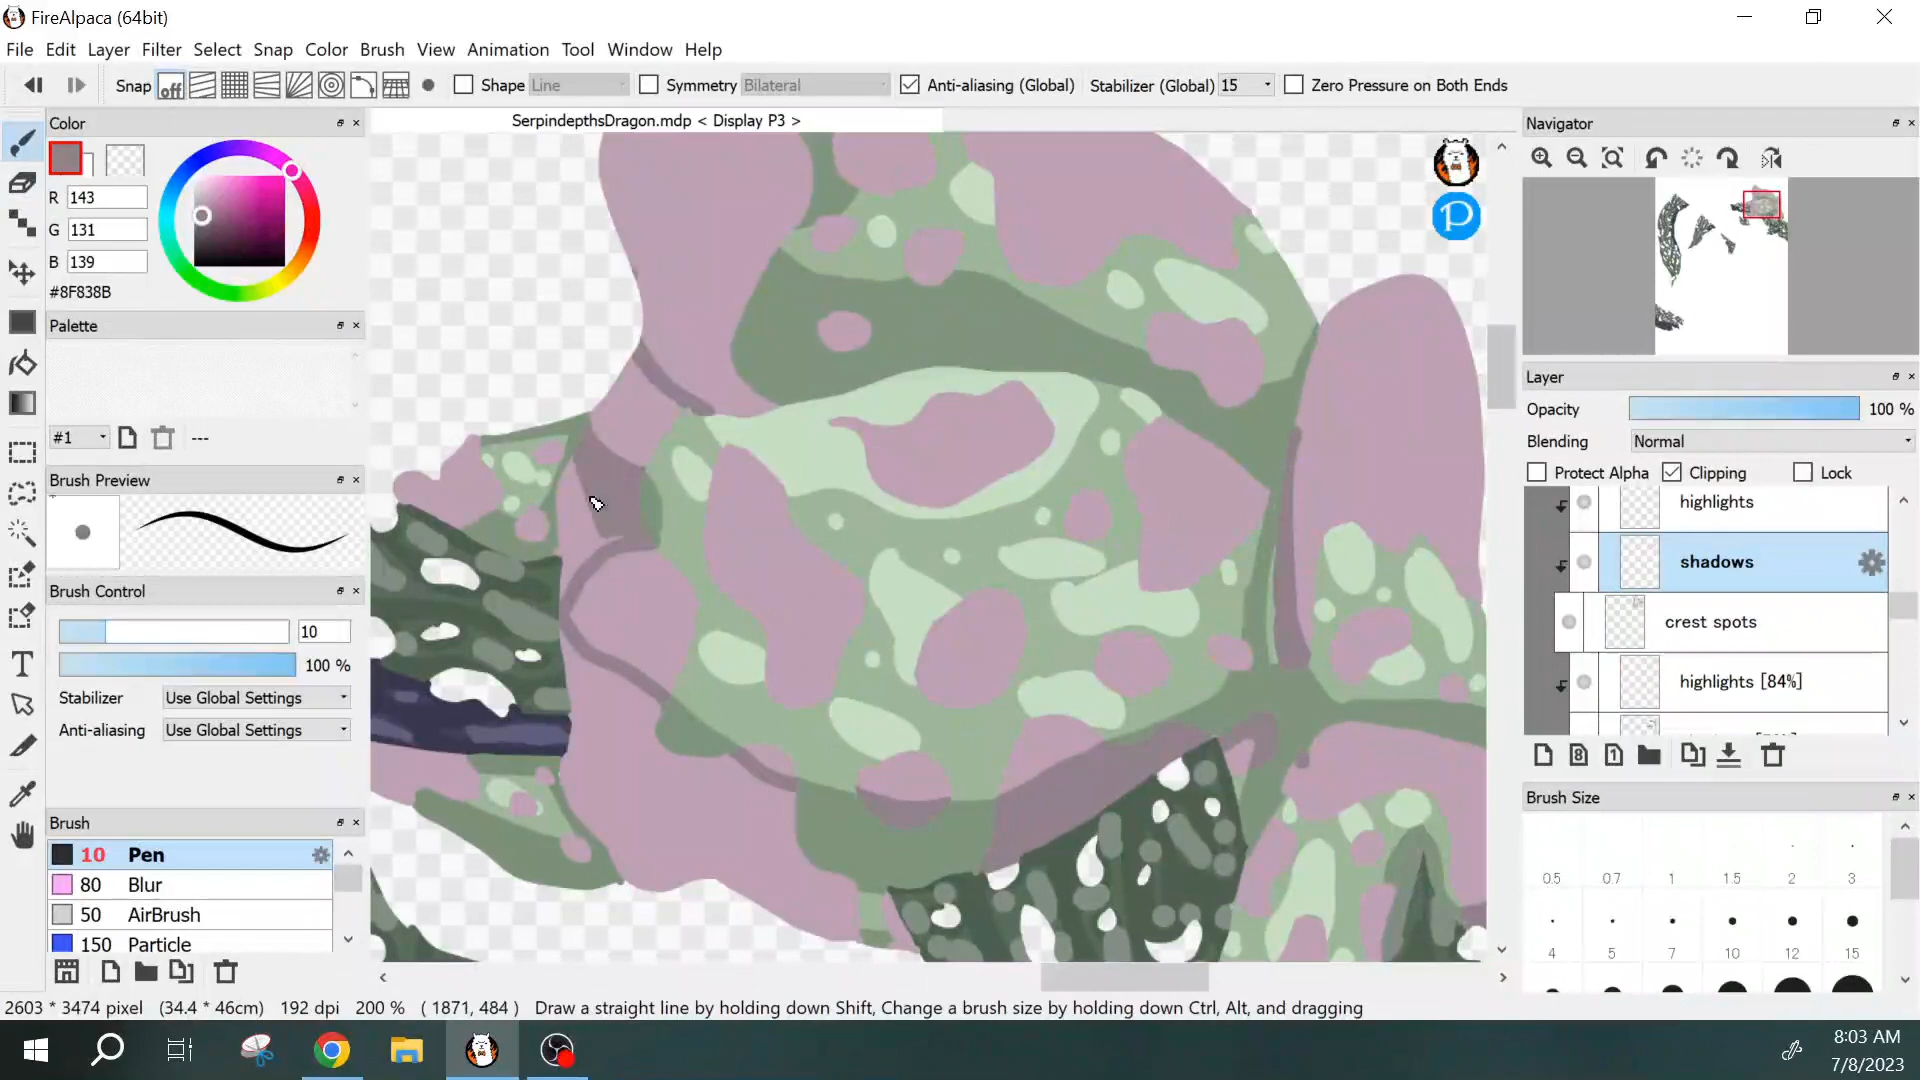 FireAlpaca (64bit)
File Edit Layer Filter Select Snap Color Brush View Animation Tool Window Help
Snap off Shape Line Symmetry Bilateral Anti-aliasing (Global) Stabilizer (Global) 15 Zero Pressure on Both Ends
Color
SerpindepthsDragon.mdp < Display P3 >
Navigator
R 143
G 131
B 139
#8F838B
Palette
#1 ---
Brush Preview
Brush Control
10
100 %
Stabilizer Use Global Settings
Anti-aliasing Use Global Settings
Brush
10 Pen
80 Blur
50 AirBrush
150 Particle
P
Layer
Opacity 100 %
Blending Normal
Protect Alpha Clipping Lock
highlights
shadows
crest spots
highlights [84%]
8 1
Brush Size
0.5 0.7 1 1.5 2 3
4 5 7 10 12 15
2603 * 3474 pixel (34.4 * 46cm) 192 dpi 200 % ( 1871, 484 ) Draw a straight line by holding down Shift, Change a brush size by holding down Ctrl, Alt, and dragging
8:03 AM
7/8/2023